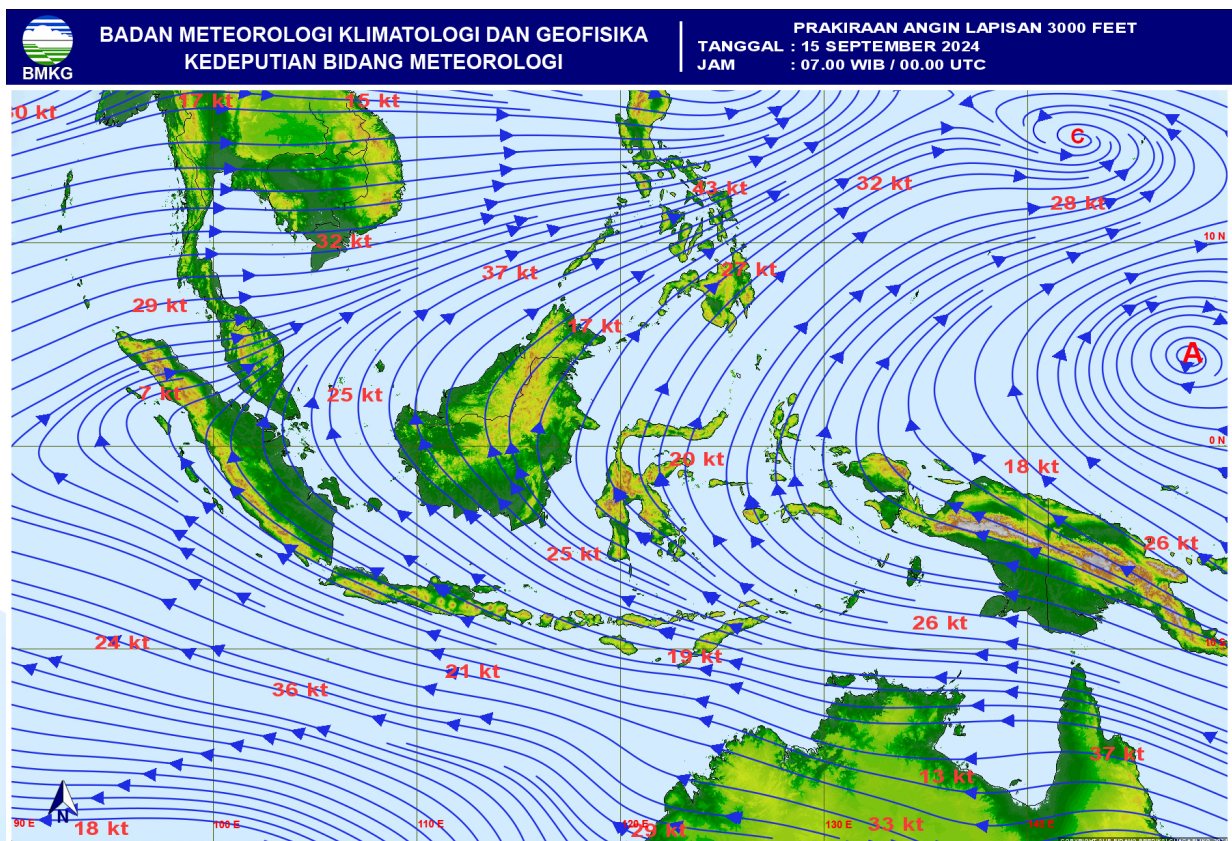 BMKG
BADAN METEOROLOGI KLIMATOLOGI DAN GEOFISIKA
KEDEPUTIAN BIDANG METEOROLOGI
PRAKIRAAN ANGIN LAPISAN 3000 FEET
TANGGAL : 15 SEPTEMBER 2024
JAM : 07.00 WIB / 00.00 UTC
0 kt
17 kt
15 kt
C
43 kt
32 kt
28 kt
32 kt
10 N
37 kt
27 kt
29 kt
17 kt
A
7 kt
25 kt
0 N
20 kt
18 kt
25 kt
26 kt
26 kt
24 kt
19 kt
10 S
21 kt
36 kt
37 kt
13 kt
N
90 E
18 kt
100 E
110 E
120 E
29 kt
130 E
33 kt
140 E